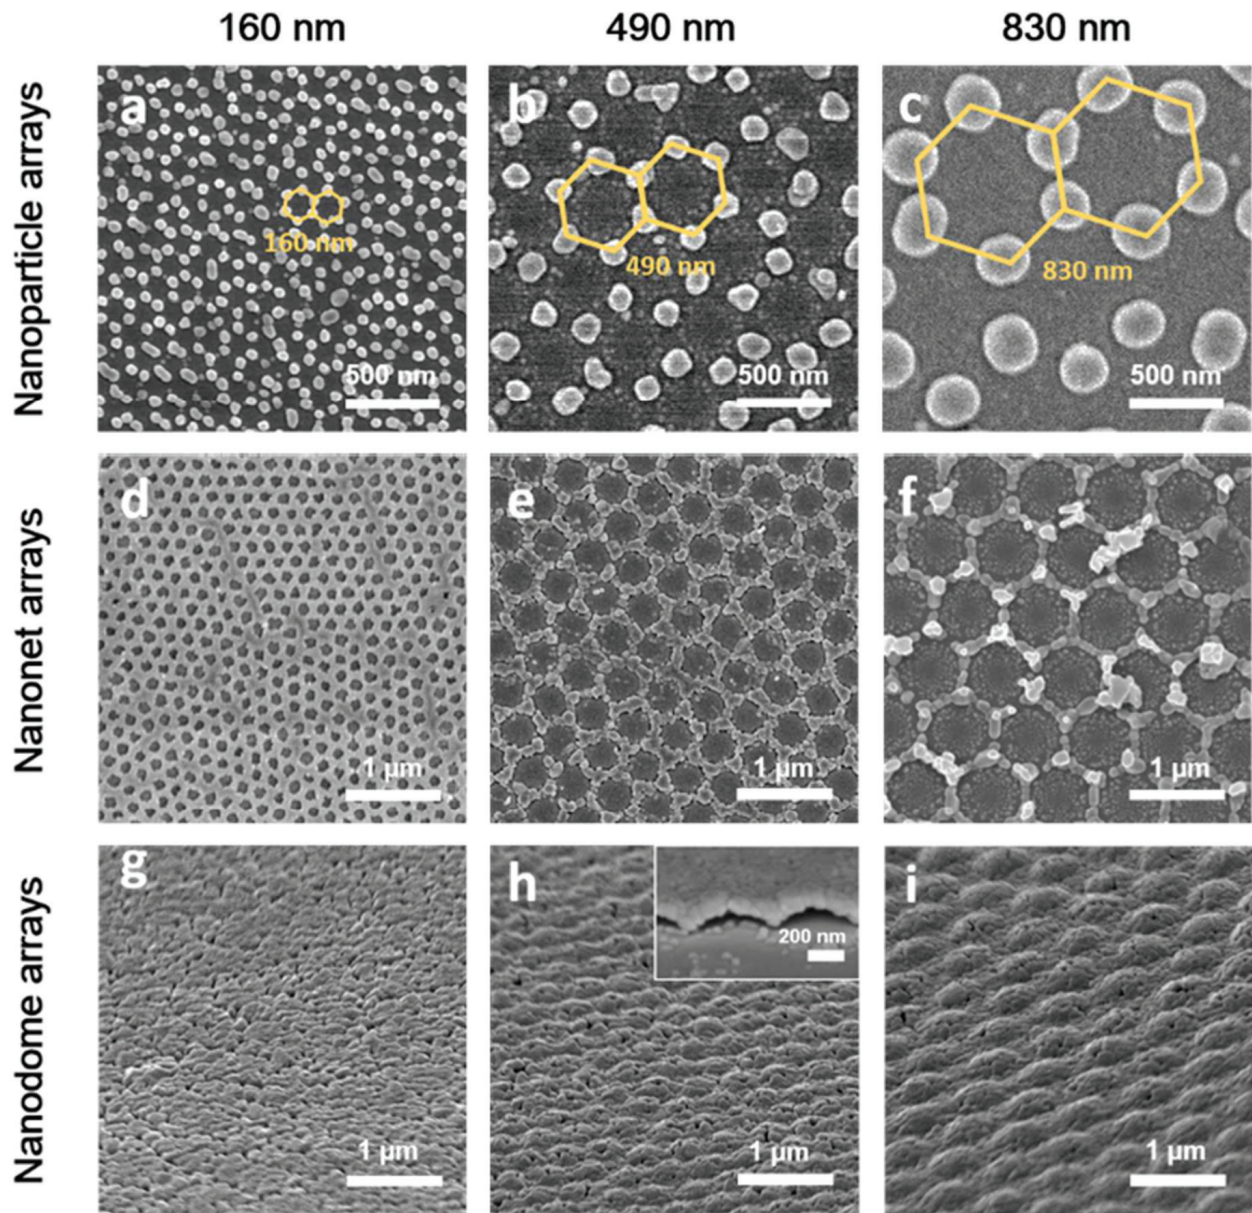 160 nm
490 nm
830 nm
Nanoparticle arrays
a
160 nm
500 nm
b
490 nm
500 nm
c
830 nm
500 nm
Nanonet arrays
d
1 µm
e
1 µm
f
1 µm
Nanodome arrays
g
1 µm
h
200 nm
1 µm
i
1 µm